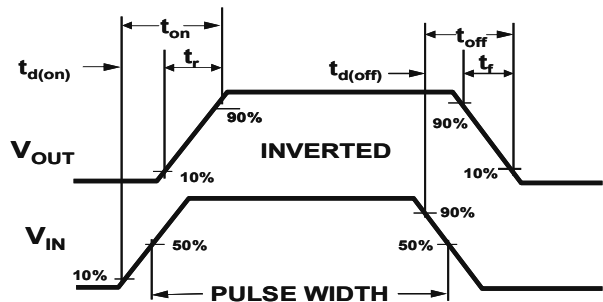 t_on
t_off
t_d(on)
t_r
t_d(off)
t_f
90%
90%
V_OUT
INVERTED
10%
10%
V_IN
90%
50%
50%
10%
PULSE WIDTH